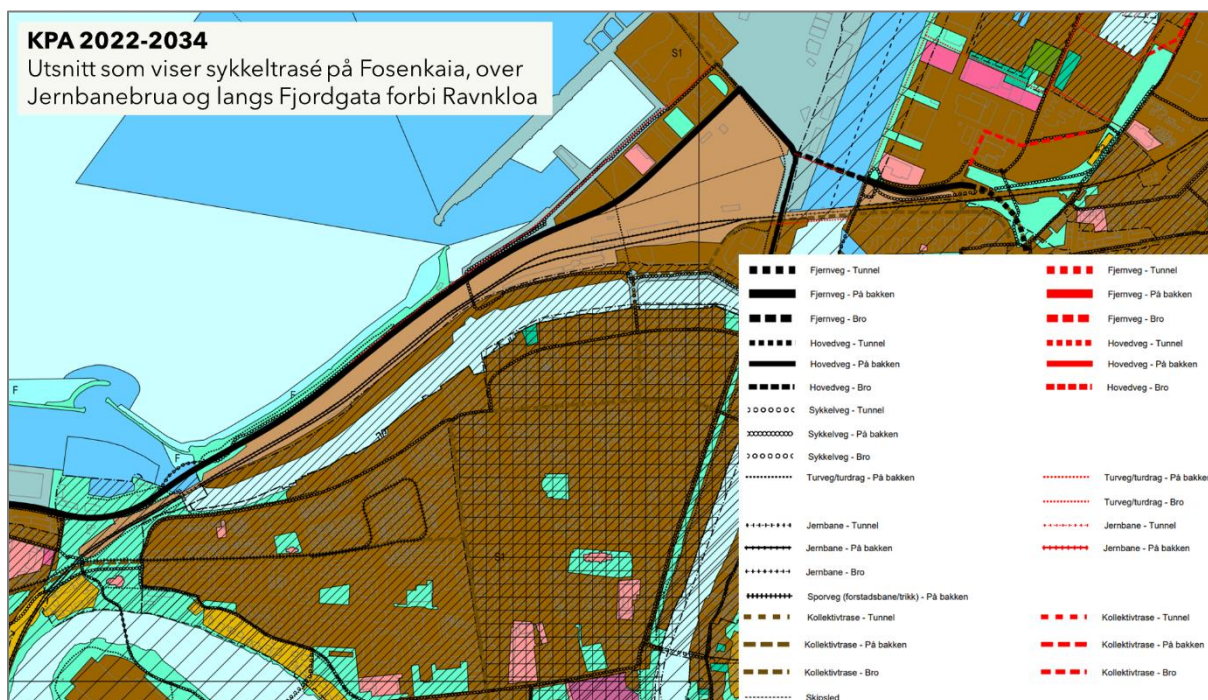 KPA 2022-2034
Utsnitt som viser sykkeltrasé på Fosenkaia, over
Jernbanebrua og langs Fjordgata forbi Ravnkloa
S1
F
F
F
Fjernveg - Tunnel
Fjernveg - På bakken
Fjernveg - Bro
Hovedveg - Tunnel
Hovedveg - På bakken
Hovedveg - Bro
Sykkelveg - Tunnel
Sykkelveg - På bakken
Sykkelveg - Bro
Turveg/turdrag - På bakken
Jernbane - Tunnel
Jernbane - På bakken
Jernbane - Bro
Sporveg (forstadsbane/trikk) - På bakken
Kollektivtrase - Tunnel
Kollektivtrase - På bakken
Kollektivtrase - Bro
Skipsled
Fjernveg - Tunnel
Fjernveg - På bakken
Fjernveg - Bro
Hovedveg - Tunnel
Hovedveg - På bakken
Hovedveg - Bro
Turveg/turdrag - På bakken
Turveg/turdrag - Bro
Jernbane - Tunnel
Jernbane - På bakken
Kollektivtrase - Tunnel
Kollektivtrase - På bakken
Kollektivtrase - Bro